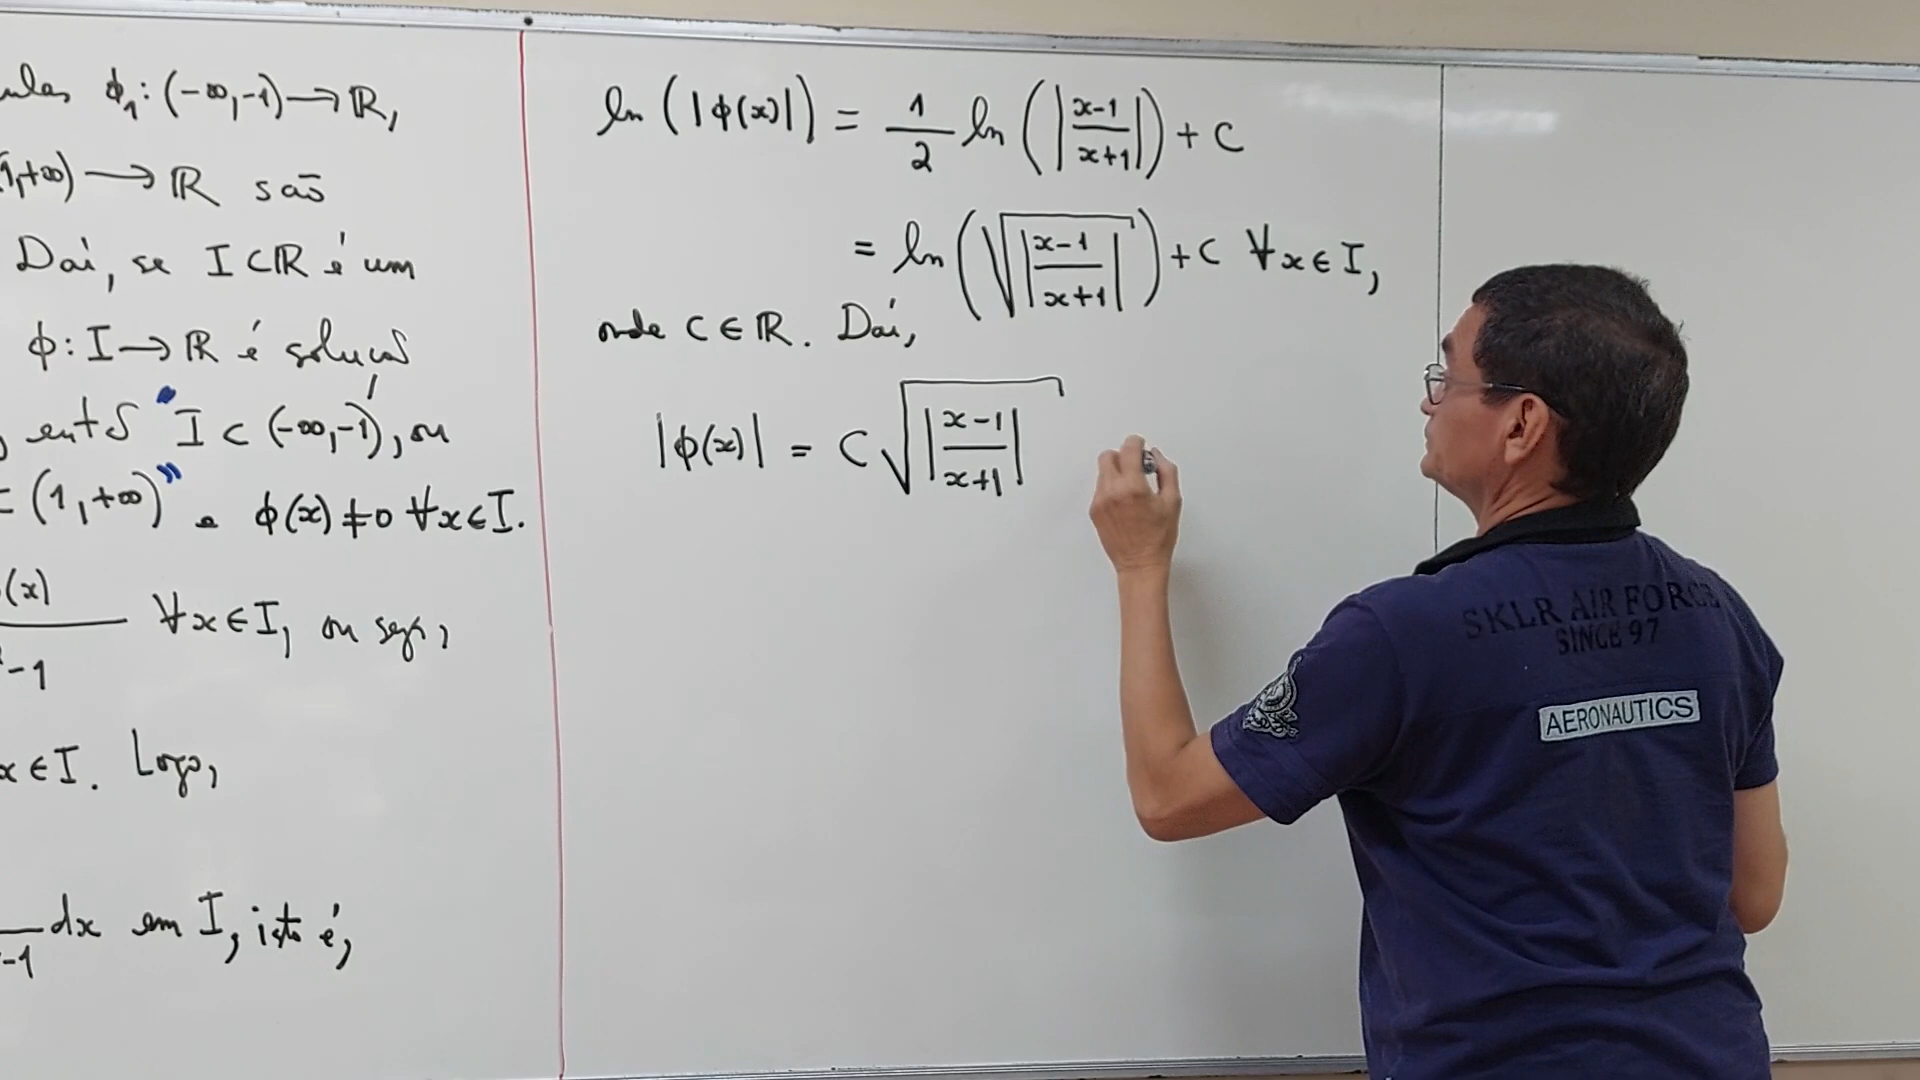 ϕ₁: (-∞,-1) → ℝ,
1,+∞) → ℝ são
Daí, se I ⊂ ℝ é um
ϕ: I → ℝ é solução
então "I ⊂ (-∞,-1), ou
(1,+∞)" e ϕ(x) ≠ 0 ∀x ∈ I.
(x)
∀x ∈ I, ou seja,
-1
x ∈ I. Logo,
dx em I, isto é,
-1
ln (|ϕ(x)|) = 1/2 ln (|x-1/x+1|) + C
= ln (√|x-1/x+1|) + C ∀x ∈ I,
onde C ∈ ℝ. Daí,
|ϕ(x)| = C √|x-1/x+1|
SKLR AIR FORCE
SINCE 97
AERONAUTICS